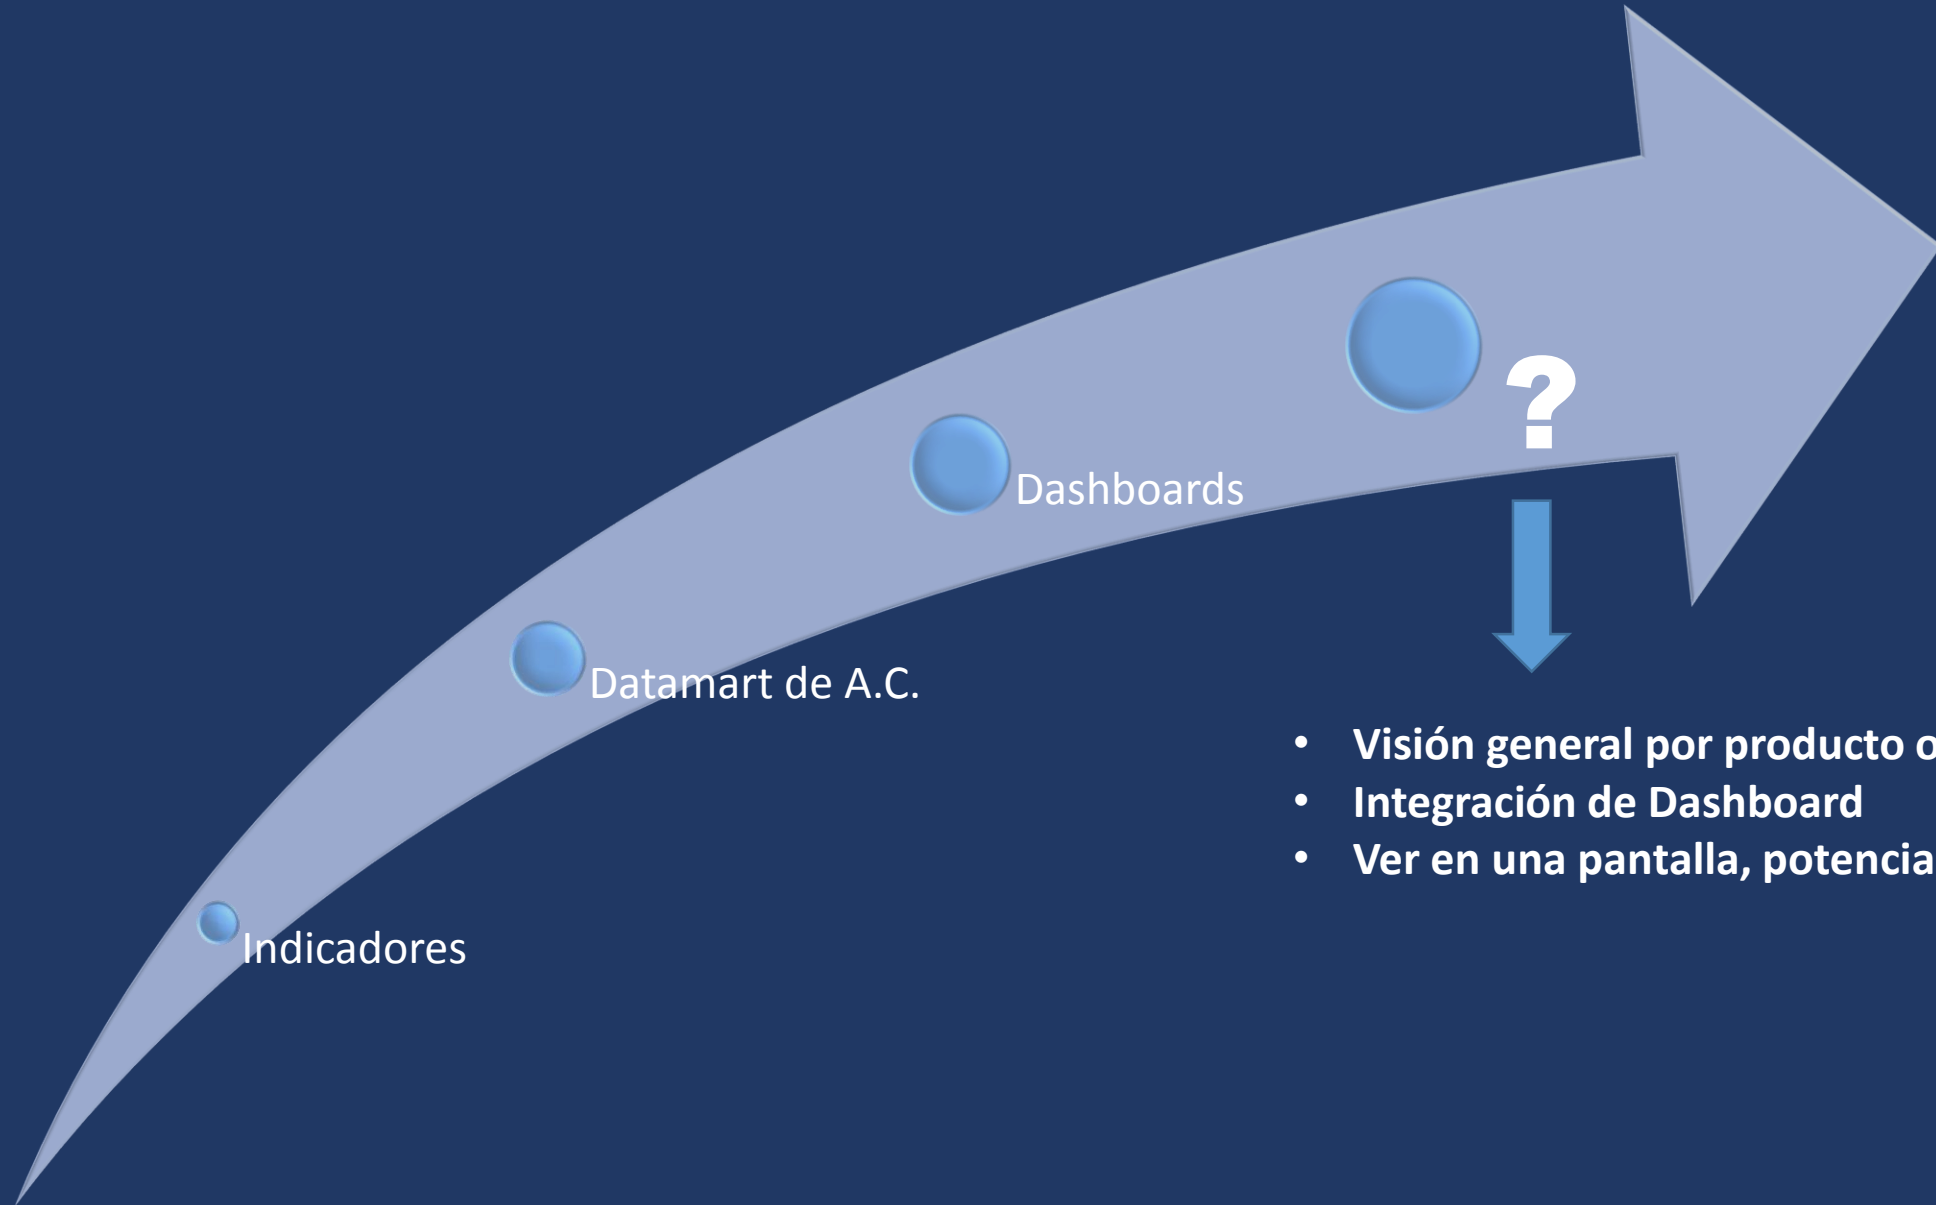 ?
Dashboards
Datamart de A.C.
• Visión general por producto o
• Integración de Dashboard
• Ver en una pantalla, potencia
Indicadores